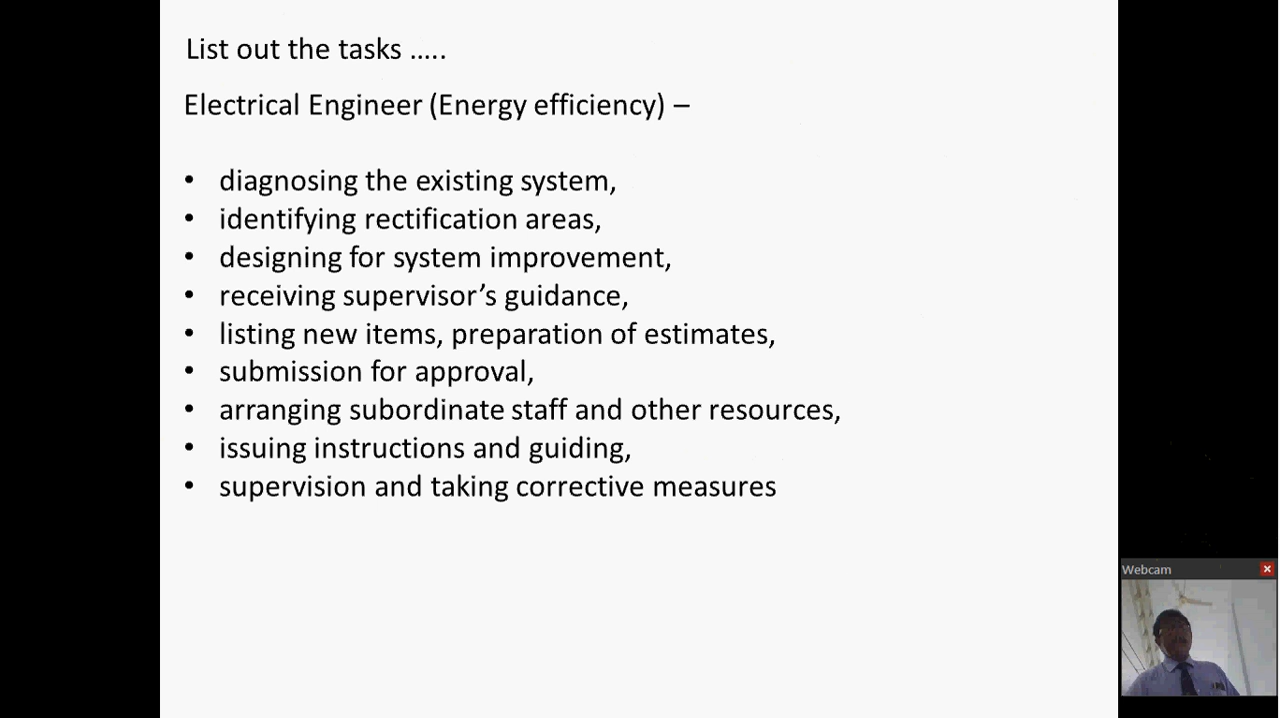 List out the tasks .....
Electrical Engineer (Energy efficiency) –
• diagnosing the existing system,
• identifying rectification areas,
• designing for system improvement,
• receiving supervisor’s guidance,
• listing new items, preparation of estimates,
• submission for approval,
• arranging subordinate staff and other resources,
• issuing instructions and guiding,
• supervision and taking corrective measures
Webcam